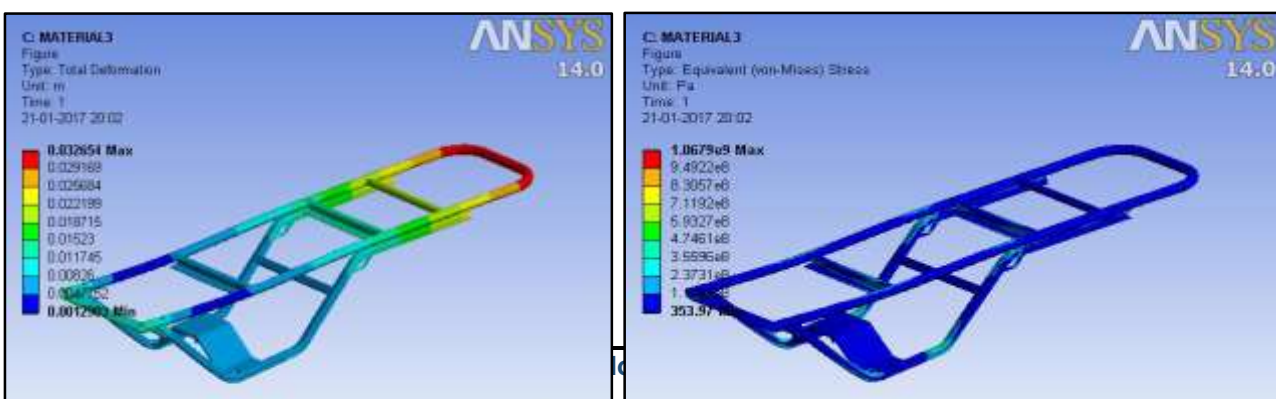 C: MATERIAL3
Figure
Type: Total Deformation
Unit: m
Time: 1
21-01-2017 20:02
0.032654 Max
0.029169
0.025684
0.022199
0.018715
0.01523
0.011745
0.00826
0.0012903 Min
ANSYS
14.0
C: MATERIAL3
Figure
Type: Equivalent (von-Mises) Stress
Unit: Pa
Time: 1
21-01-2017 20:02
1.0679e9 Max
9.4922e8
8.3057e8
7.1192e8
5.9327e8
4.7461e8
3.5596e8
2.3731e8
353.97
ANSYS
14.0